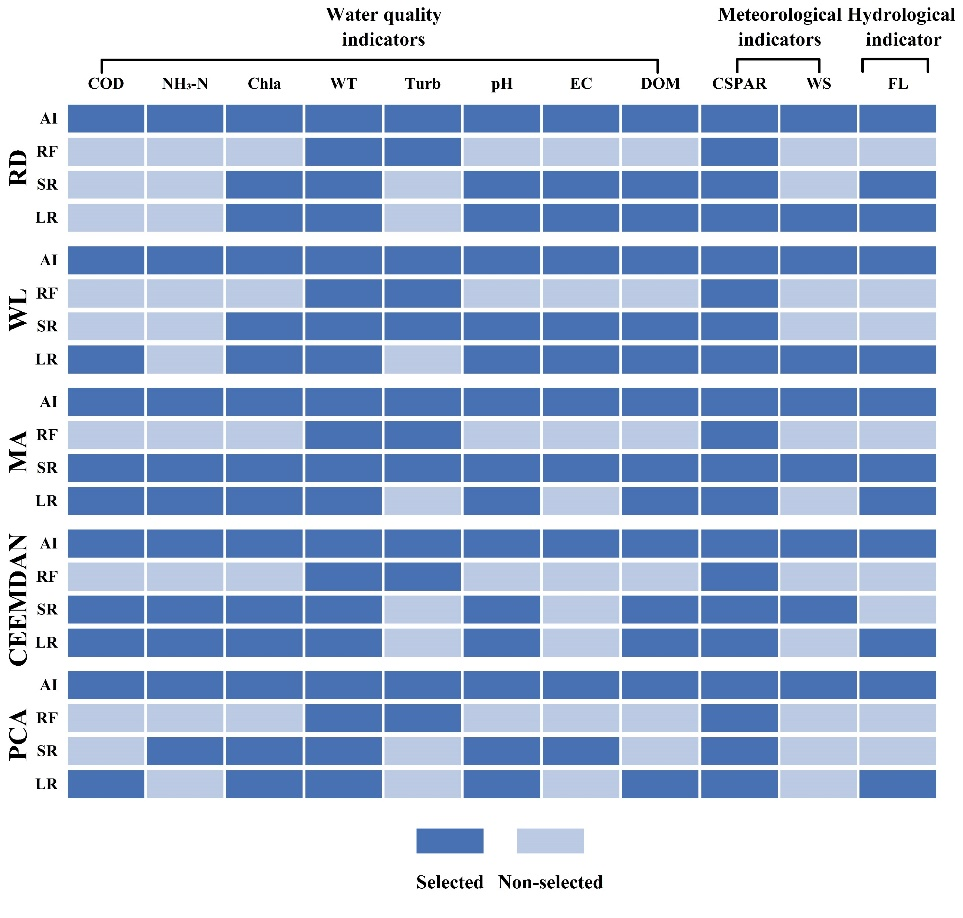 Water quality
indicators
Meteorological
indicators
Hydrological
indicator
COD NH₃-N Chla WT Turb pH EC DOM CSPAR WS FL
RD
AI
RF
SR
LR
WL
AI
RF
SR
LR
MA
AI
RF
SR
LR
CEEMDAN
AI
RF
SR
LR
PCA
AI
RF
SR
LR
Selected Non-selected